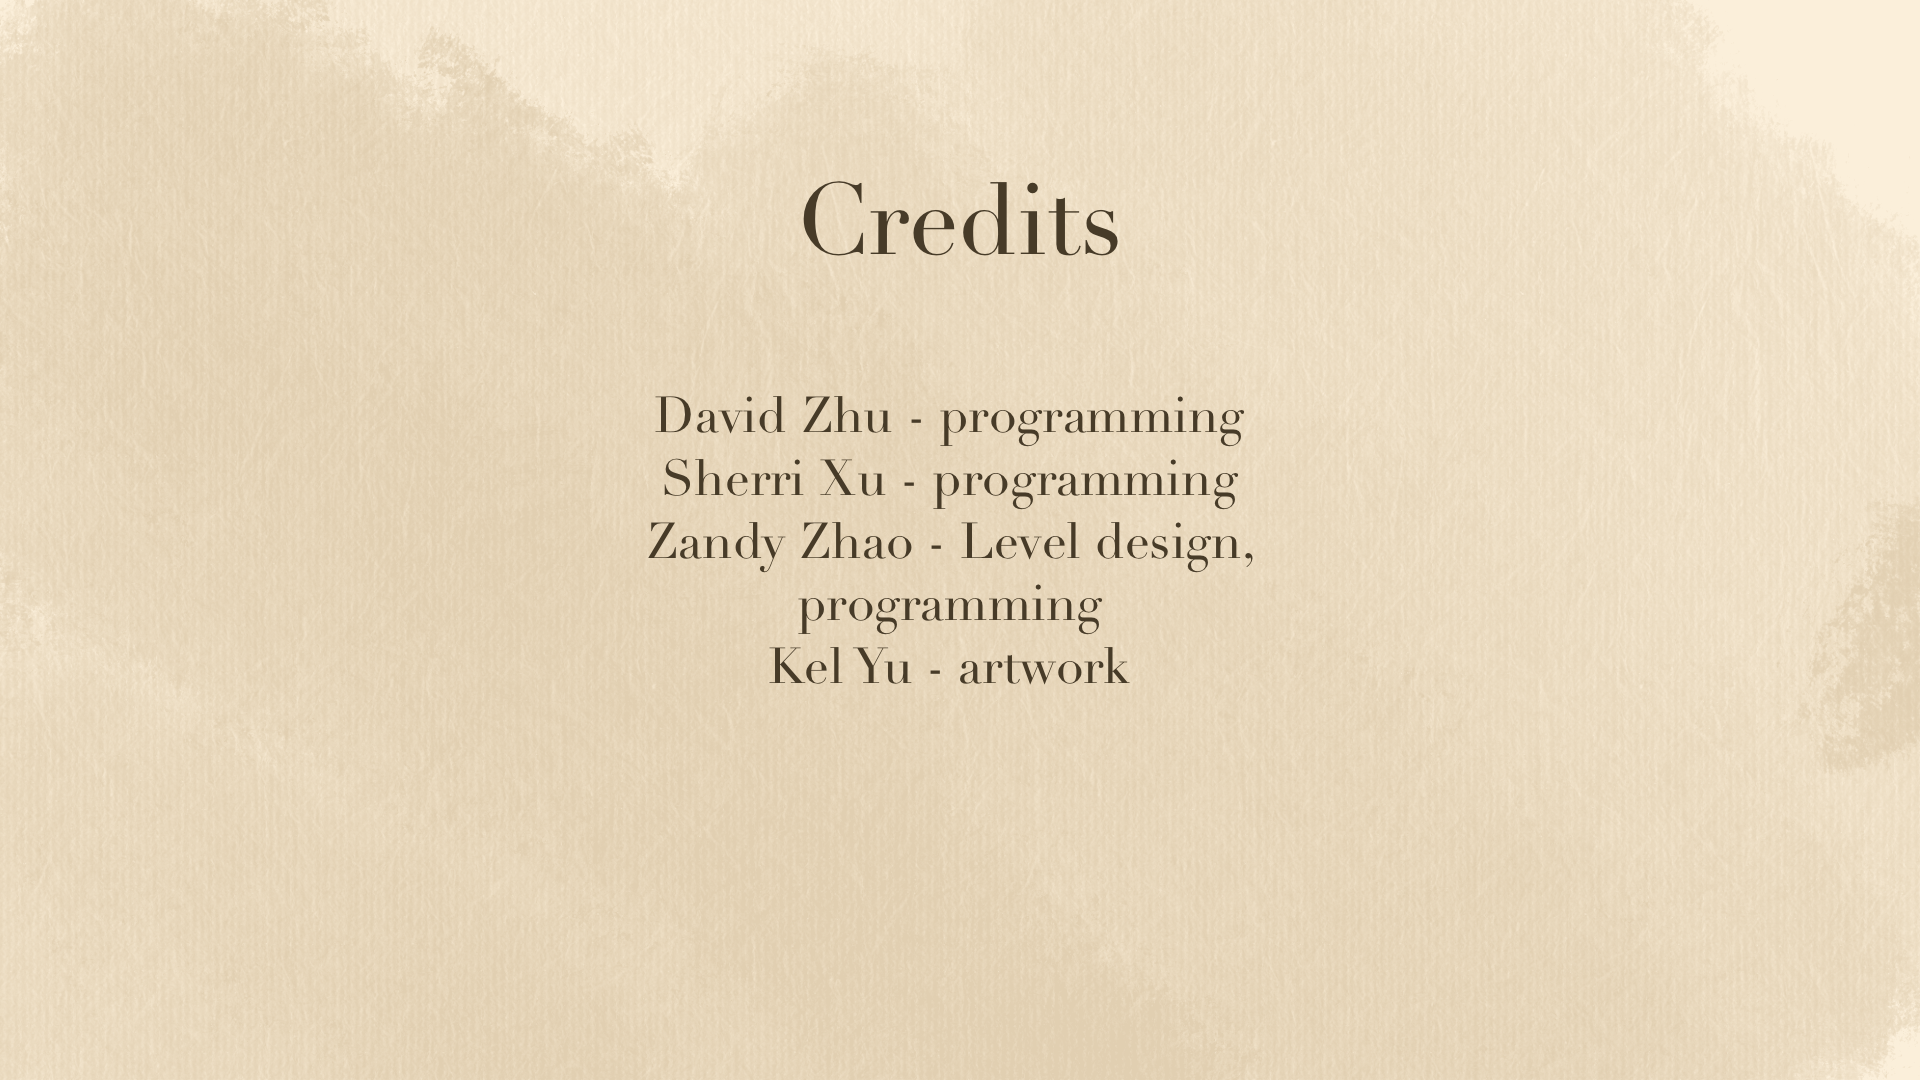 Credits
David Zhu - programming
Sherri Xu - programming
Zandy Zhao - Level design,
programming
Kel Yu - artwork